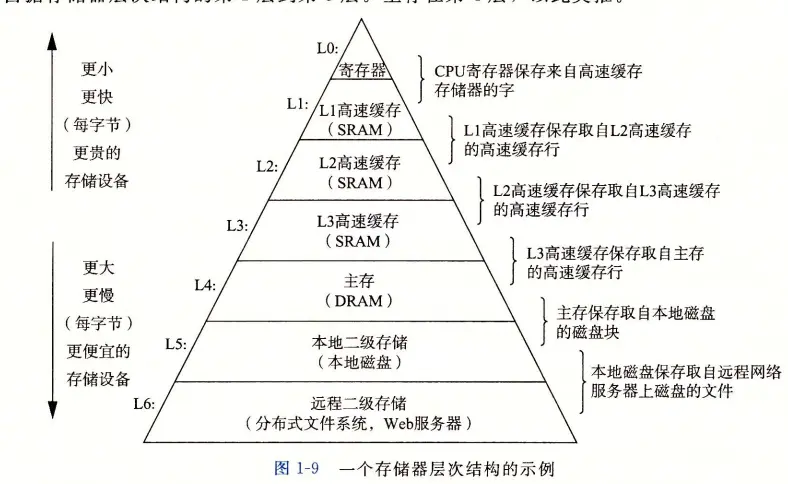 L0:
寄存器
L1:
L1高速缓存
(SRAM)
L2:
L2高速缓存
(SRAM)
L3:
L3高速缓存
(SRAM)
L4:
主存
(DRAM)
L5:
本地二级存储
(本地磁盘)
L6:
远程二级存储
(分布式文件系统,Web服务器)
更小
更快
(每字节)
更贵的
存储设备
更大
更慢
(每字节)
更便宜的
存储设备
CPU寄存器保存来自高速缓存
存储器的字
L1高速缓存保存取自L2高速缓存
的高速缓存行
L2高速缓存保存取自L3高速缓存
的高速缓存行
L3高速缓存保存取自主存
的高速缓存行
主存保存取自本地磁盘
的磁盘块
本地磁盘保存取自远程网络
服务器上磁盘的文件
图 1-9 一个存储器层次结构的示例